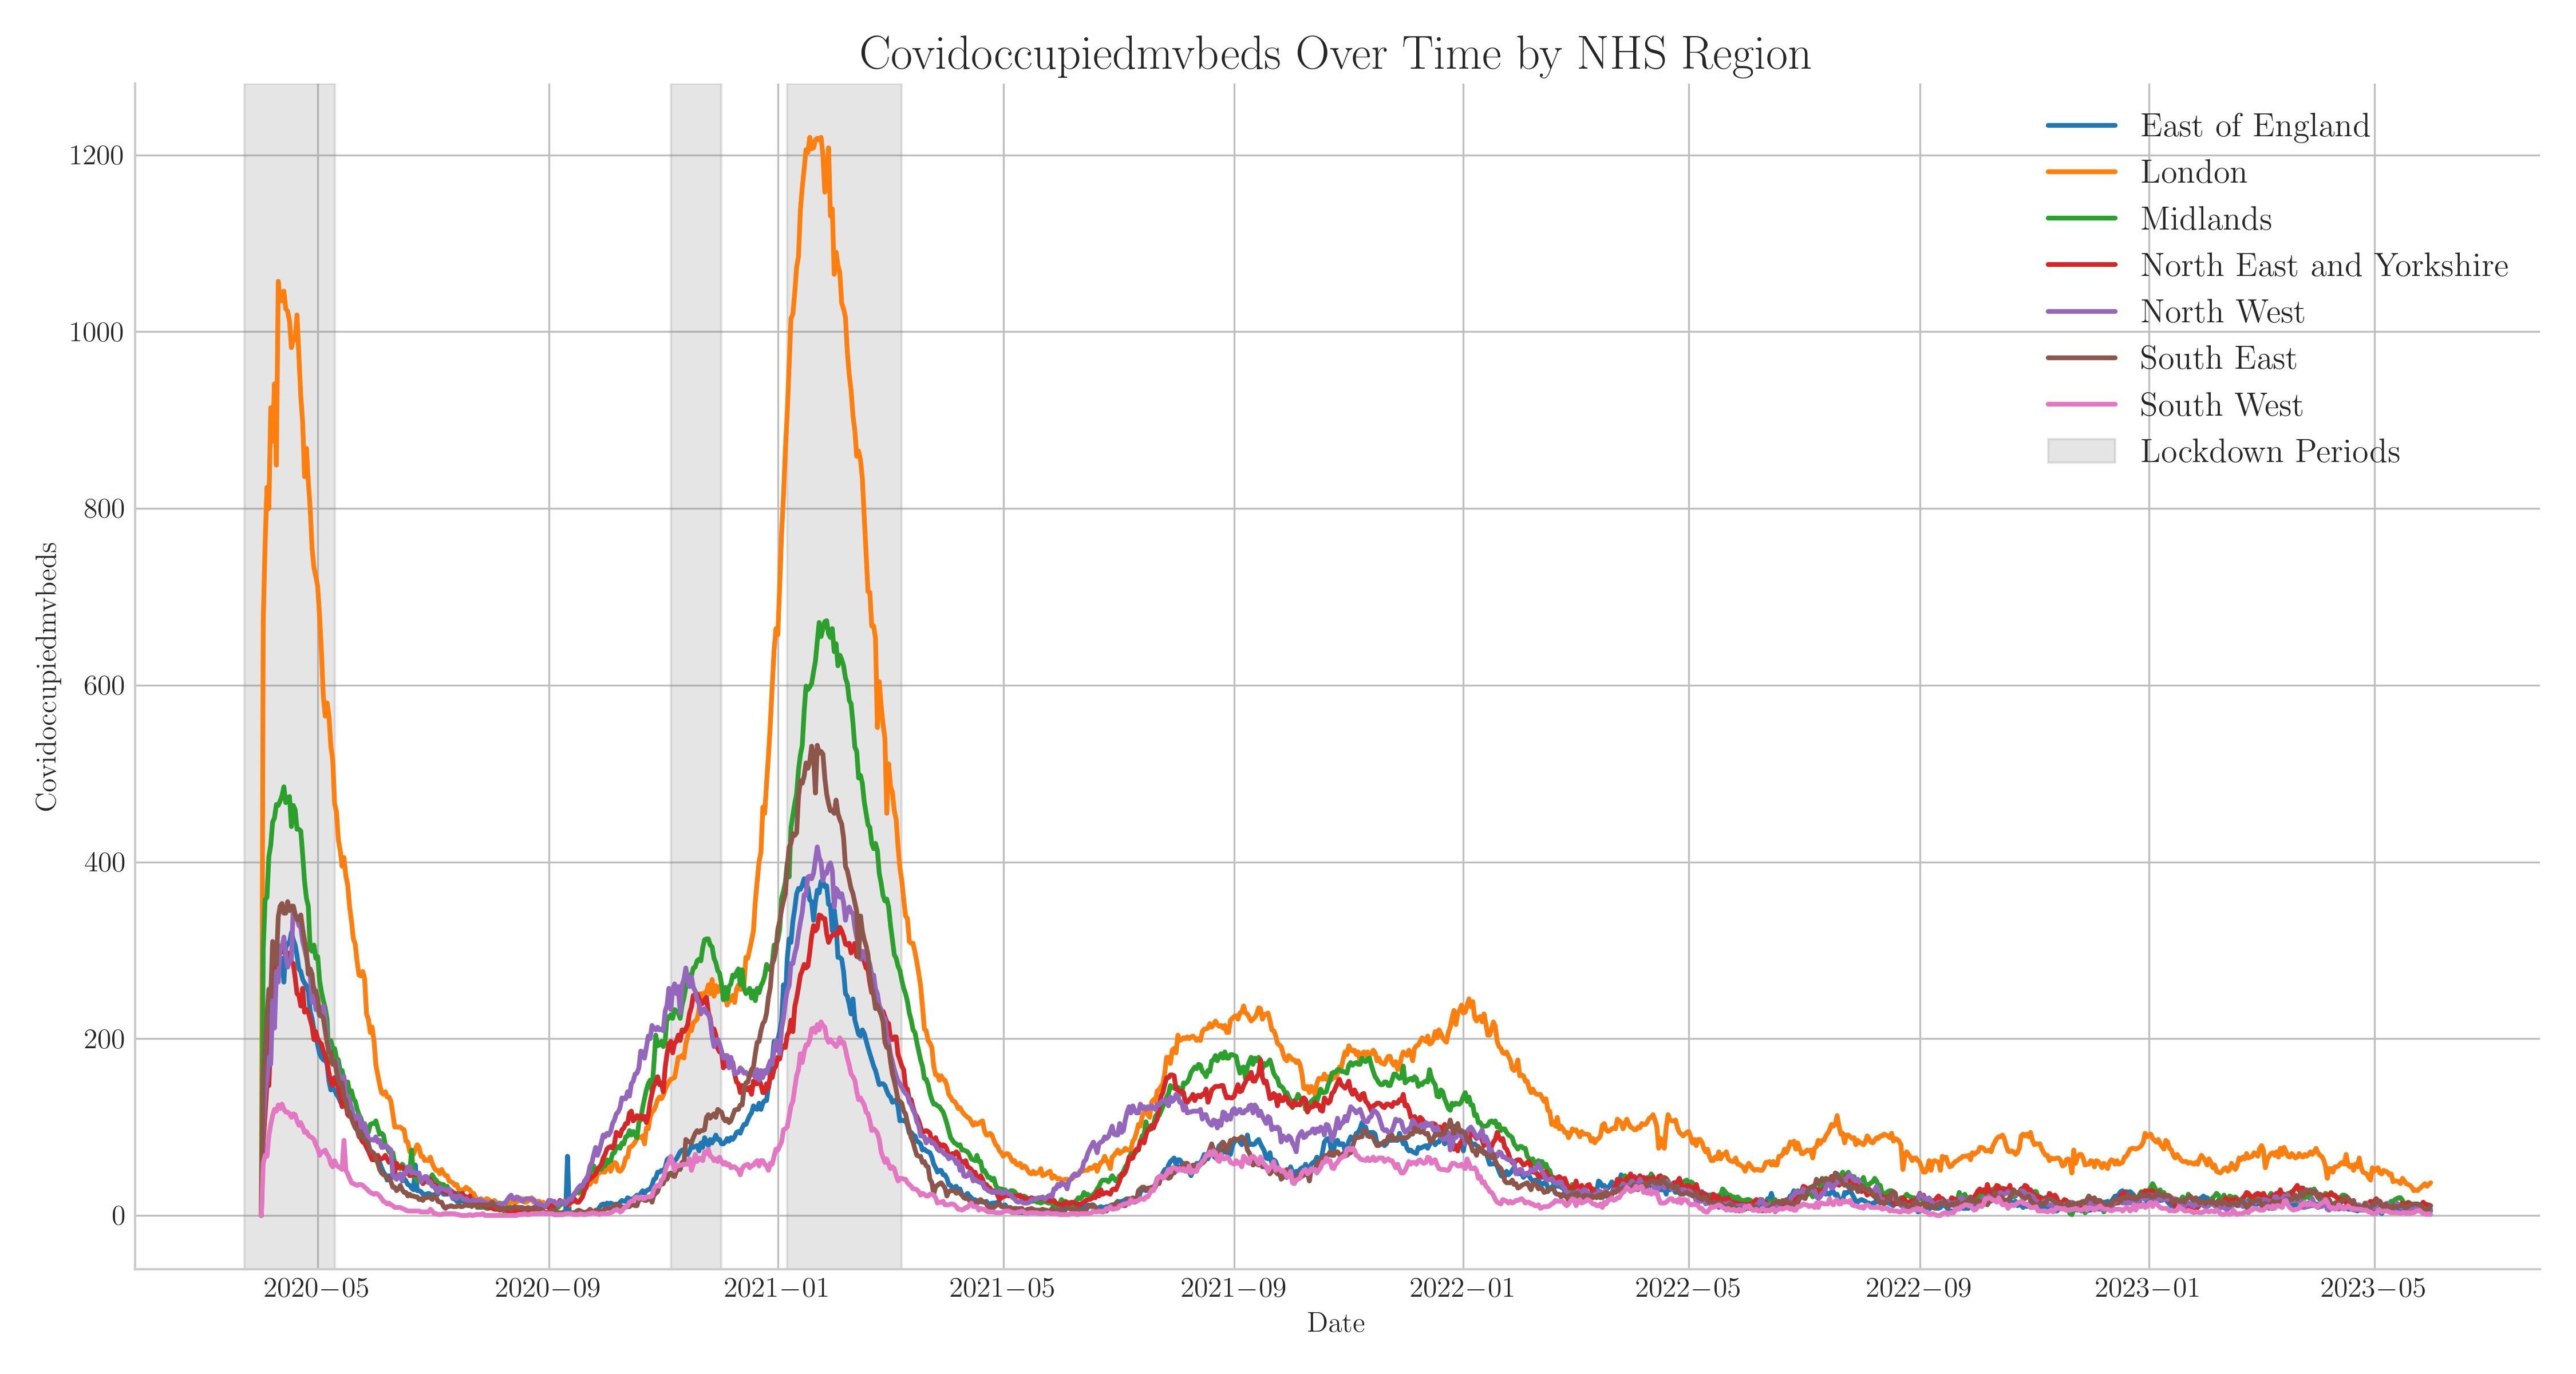 Covidoccupiedmvbeds Over Time by NHS Region
East of England
London
Midlands
North East and Yorkshire
North West
South East
South West
Lockdown Periods
Covidoccupiedmvbeds
1200
1000
800
600
400
200
0
2020−05 2020−09 2021−01 2021−05 2021−09 2022−01 2022−05 2022−09 2023−01 2023−05
Date